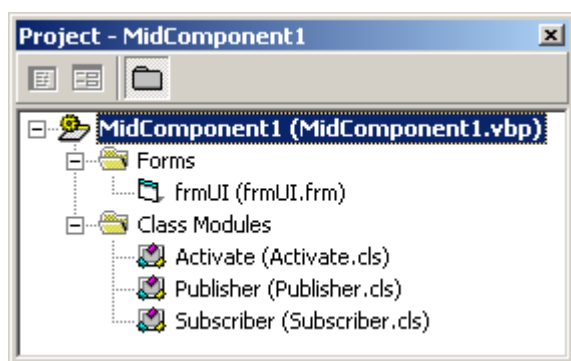 Project - MidComponent1
MidComponent1 (MidComponent1.vbp)
Forms
frmUI (frmUI.frm)
Class Modules
Activate (Activate.cls)
Publisher (Publisher.cls)
Subscriber (Subscriber.cls)